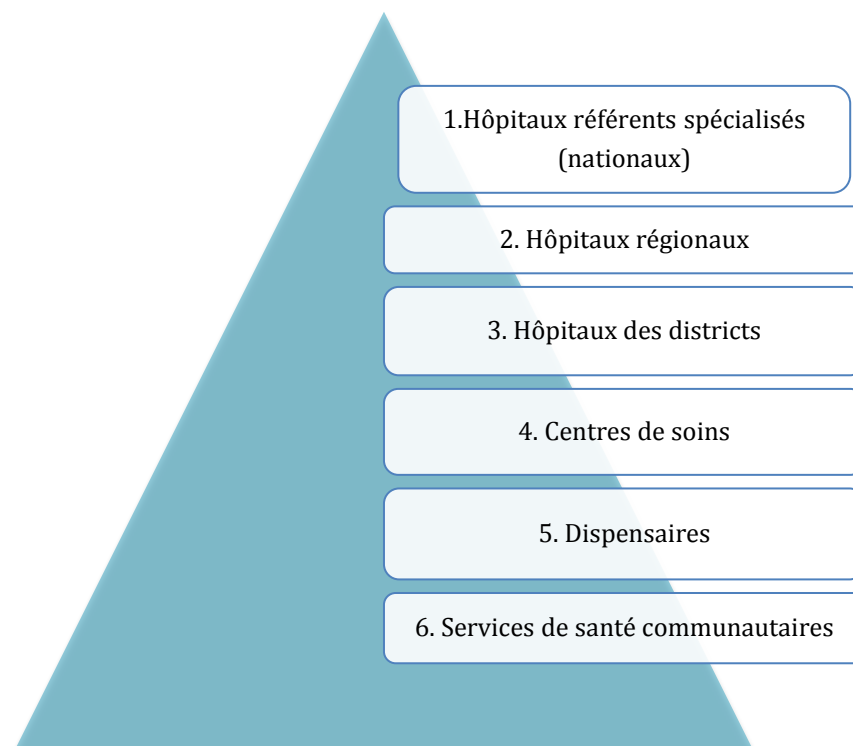 1.Hôpitaux référents spécialisés
(nationaux)
2. Hôpitaux régionaux
3. Hôpitaux des districts
4. Centres de soins
5. Dispensaires
6. Services de santé communautaires